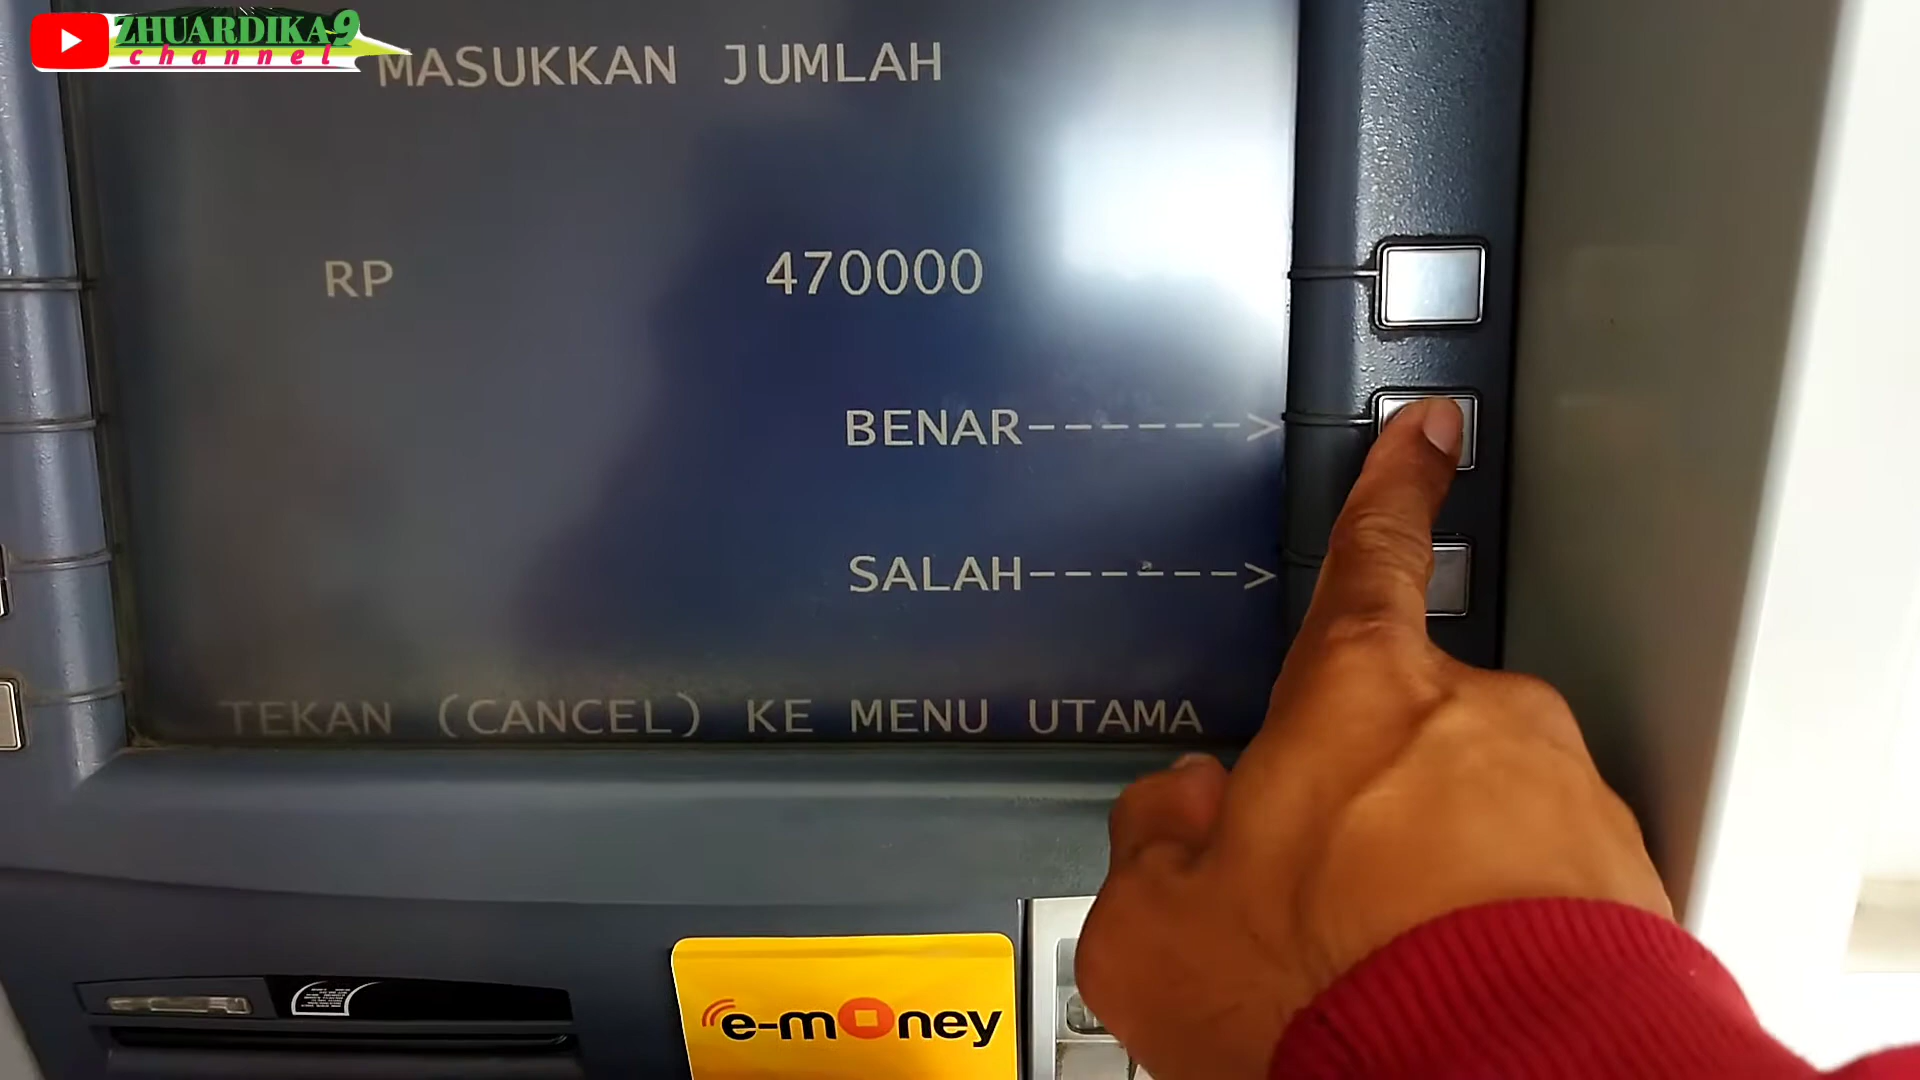 ZHUARDIKA9
channel
MASUKKAN JUMLAH
RP 470000
BENAR------>
SALAH------>
TEKAN (CANCEL) KE MENU UTAMA
e-money